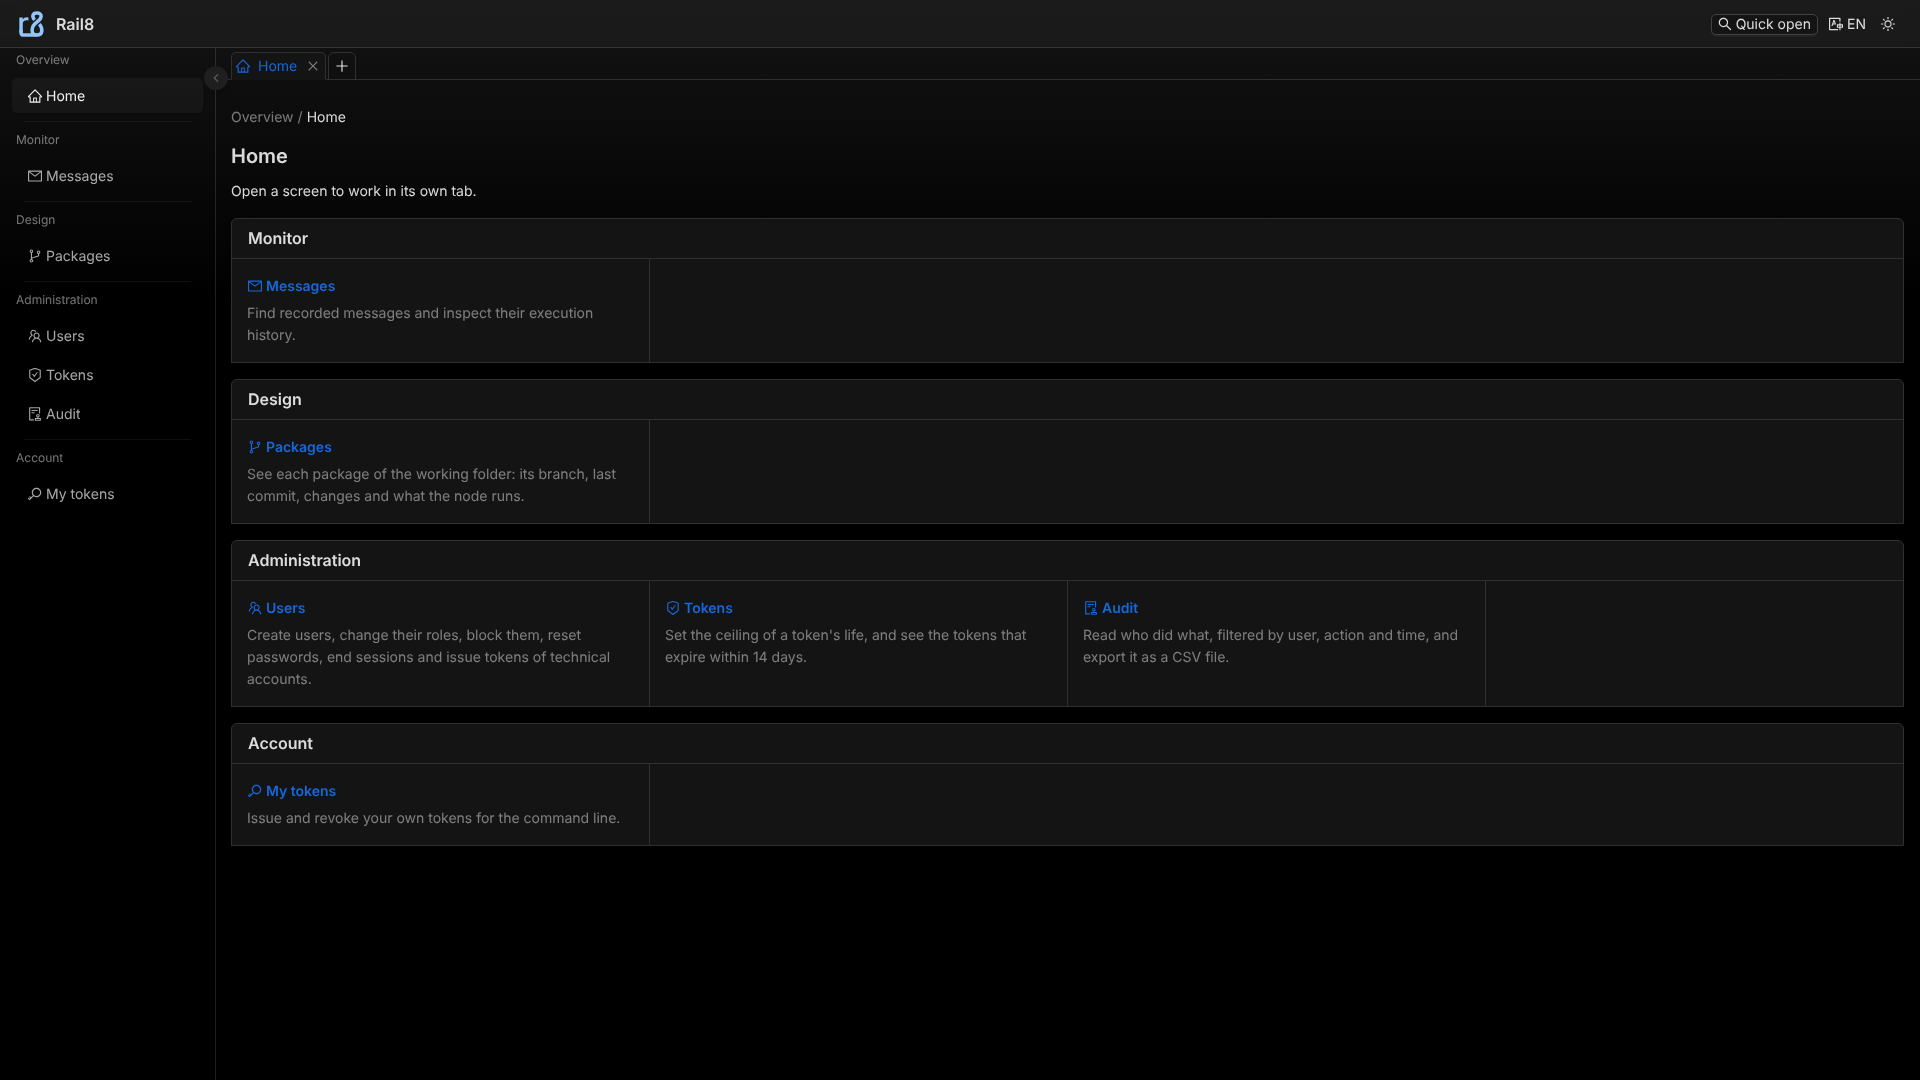 Rail8
Quick open
EN
Overview
Home
Monitor
Messages
Design
Packages
Administration
Users
Tokens
Audit
Account
My tokens
Home
Overview / Home
Home
Open a screen to work in its own tab.
Monitor
Messages
Find recorded messages and inspect their execution
history.
Design
Packages
See each package of the working folder: its branch, last
commit, changes and what the node runs.
Administration
Users
Create users, change their roles, block them, reset
passwords, end sessions and issue tokens of technical
accounts.
Tokens
Set the ceiling of a token's life, and see the tokens that
expire within 14 days.
Audit
Read who did what, filtered by user, action and time, and
export it as a CSV file.
Account
My tokens
Issue and revoke your own tokens for the command line.